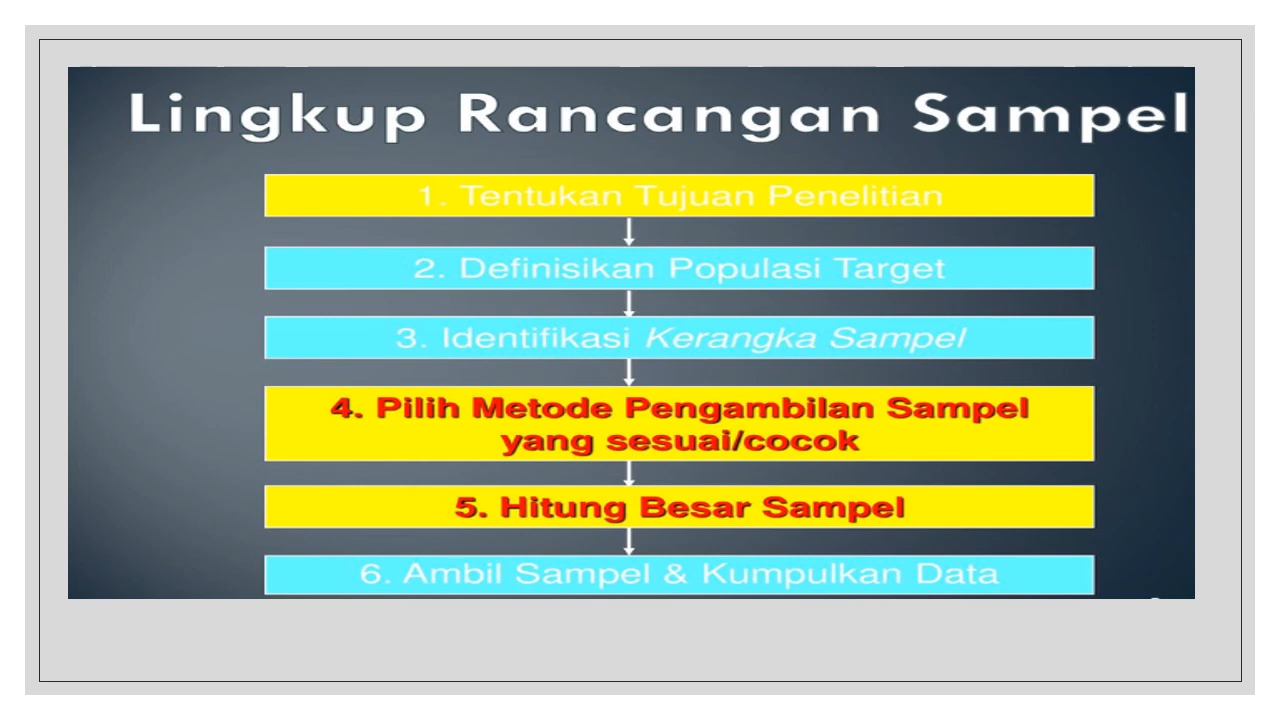 Lingkup Rancangan Sampel
1. Tentukan Tujuan Penelitian
2. Definisikan Populasi Target
3. Identifikasi Kerangka Sampel
4. Pilih Metode Pengambilan Sampel
yang sesuai/cocok
5. Hitung Besar Sampel
6. Ambil Sampel & Kumpulkan Data